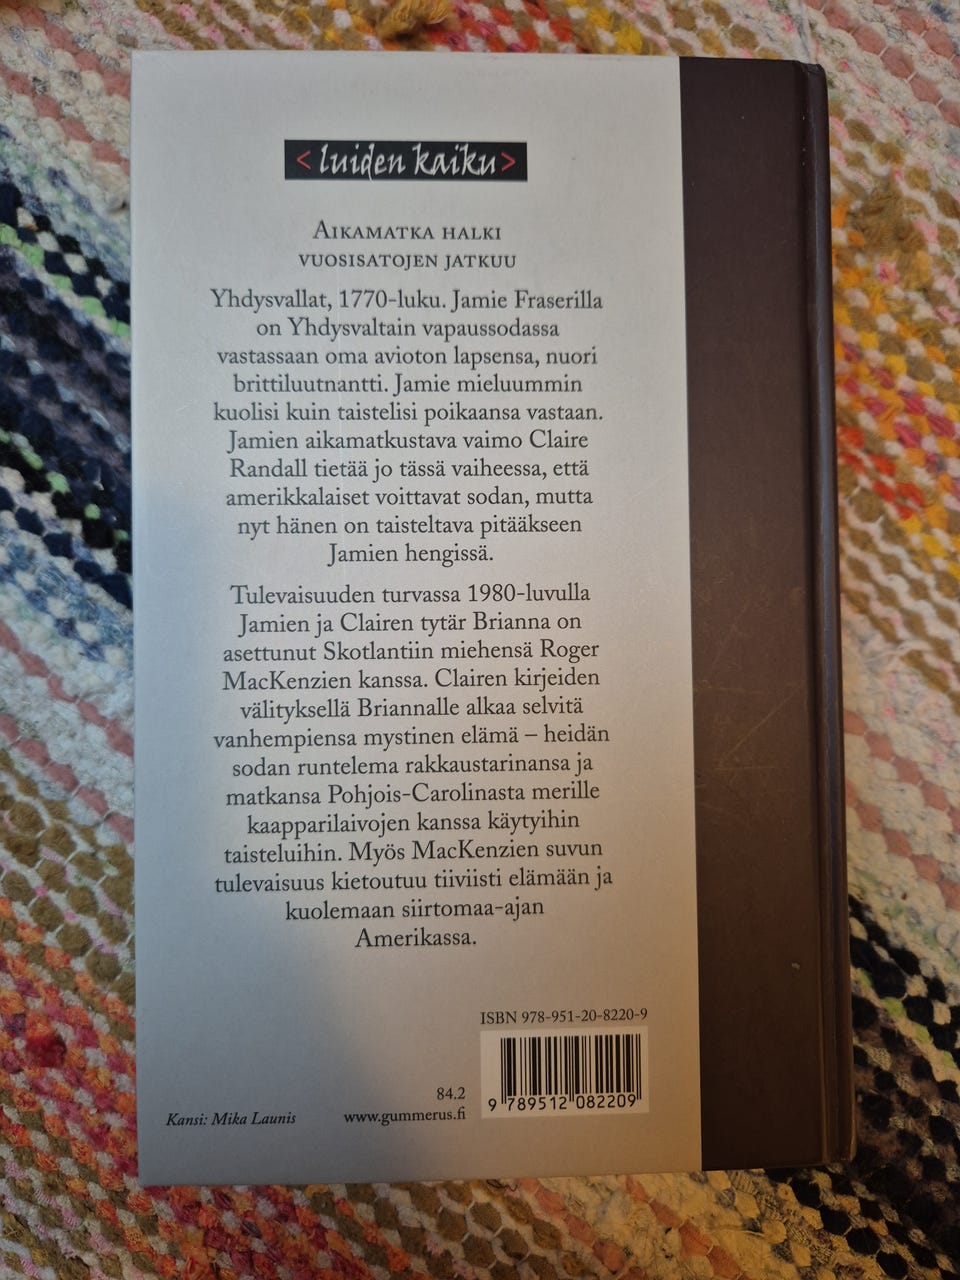 < luiden kaiku >
AIKAMATKA HALKI
VUOSISATOJEN JATKUU
Yhdysvallat, 1770-luku. Jamie Fraserilla
on Yhdysvaltain vapaussodassa
vastassaan oma avioton lapsensa, nuori
brittiluutnantti. Jamie mieluummin
kuolisi kuin taistelisi poikaansa vastaan.
Jamien aikamatkustava vaimo Claire
Randall tietää jo tässä vaiheessa, että
amerikkalaiset voittavat sodan, mutta
nyt hänen on taisteltava pitääkseen
Jamien hengissä.
Tulevaisuuden turvassa 1980-luvulla
Jamien ja Clairen tytär Brianna on
asettunut Skotlantiin miehensä Roger
MacKenzien kanssa. Clairen kirjeiden
välityksellä Briannalle alkaa selvitä
vanhempiensa mystinen elämä – heidän
sodan runtelema rakkaustarinansa ja
matkansa Pohjois-Carolinasta merille
kaapparilaivojen kanssa käytyihin
taisteluihin. Myös MacKenzien suvun
tulevaisuus kietoutuu tiiviisti elämään ja
kuolemaan siirtomaa-ajan
Amerikassa.
ISBN 978-951-20-8220-9
9 789512 082209
84.2
www.gummerus.fi
Kansi: Mika Launis